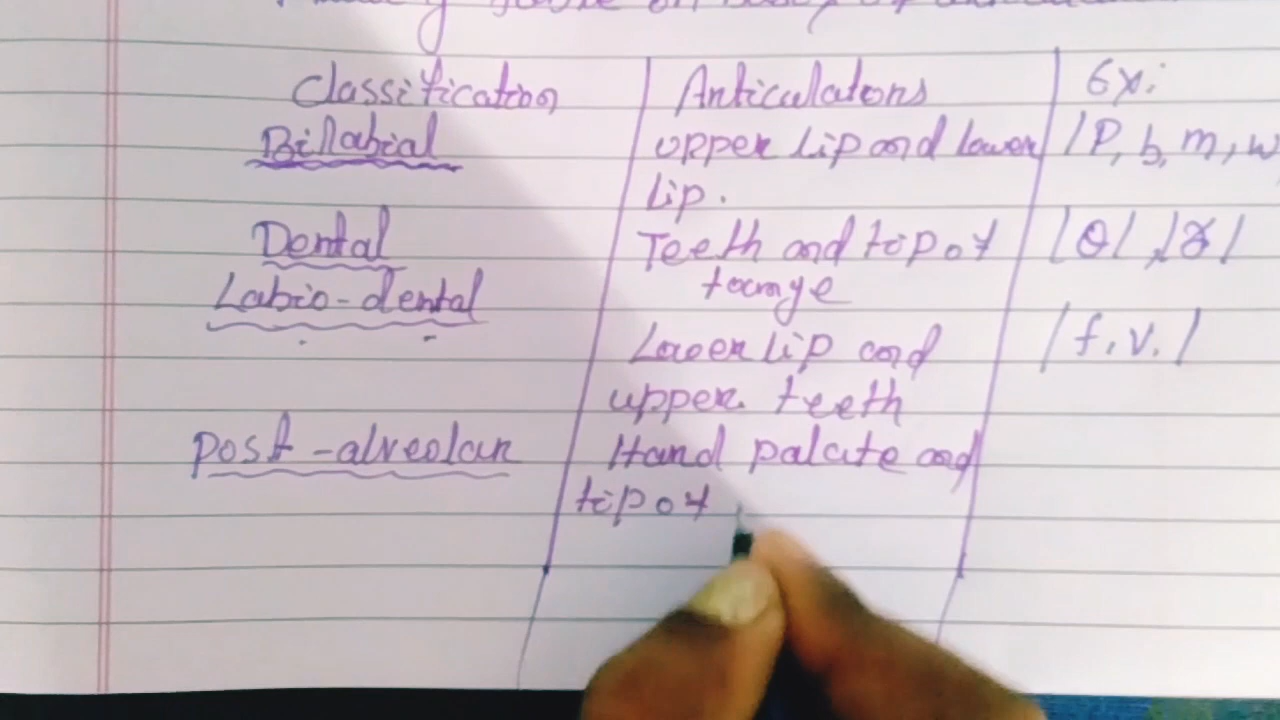 Classification Articulators Ex:
Bilabial upper lip and lower /P, b, m, w
lip.
Dental Teeth and tip of /θ/, /ð/
Labio-dental tounge
Lower lip and /f, v./
upper teeth
Post-alveolar Hard palate and
tip of